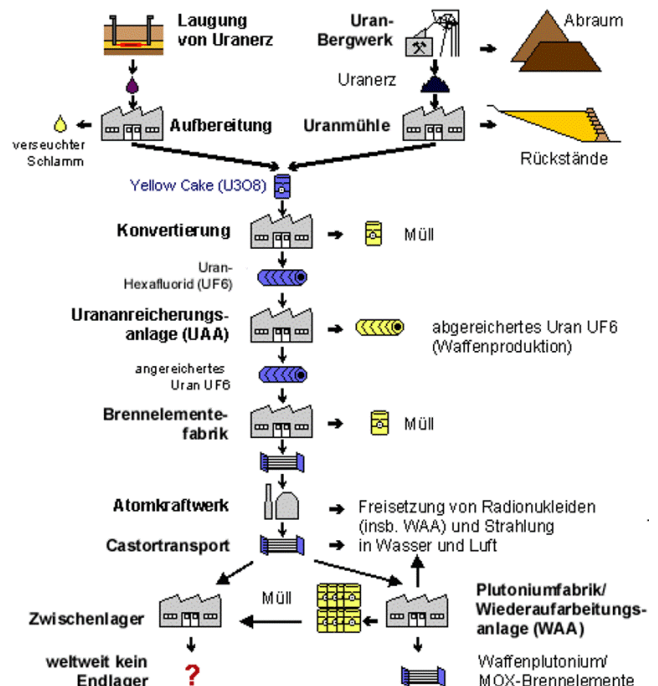 Laugung
von Uranerz
Uran-
Bergwerk
Abraum
Uranerz
Aufbereitung
Uranmühle
verseuchter
Schlamm
Rückstände
Yellow Cake (U3O8)
Konvertierung
Müll
Uran-
Hexafluorid (UF6)
Urananreicherungs-
anlage (UAA)
abgereichertes Uran UF6
(Waffenproduktion)
angereichertes
Uran UF6
Brennelemente-
fabrik
Müll
Atomkraftwerk
Freisetzung von Radionukleiden
(insb. WAA) und Strahlung
in Wasser und Luft
Castortransport
Zwischenlager
Müll
Plutoniumfabrik/
Wiederaufarbeitungs-
anlage (WAA)
weltweit kein
Endlager
?
Waffenplutonium/
MOX-Brennelemente